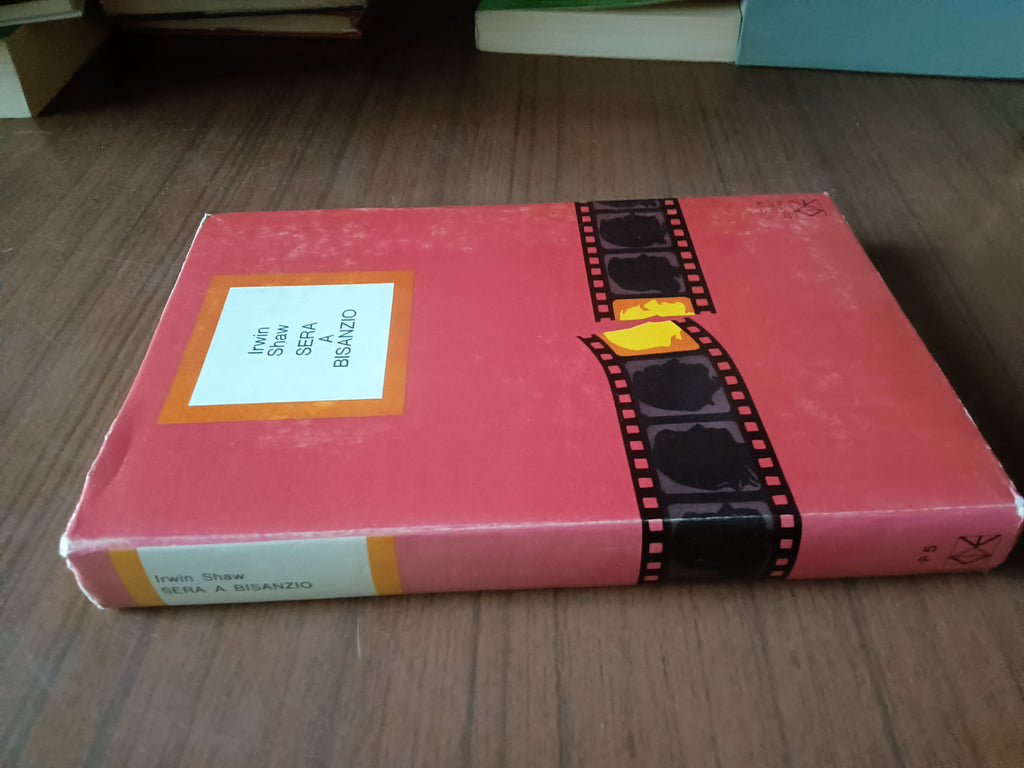 Irwin
Shaw
SERA
A
BISANZIO
Irwin Shaw
SERA A BISANZIO
P 5